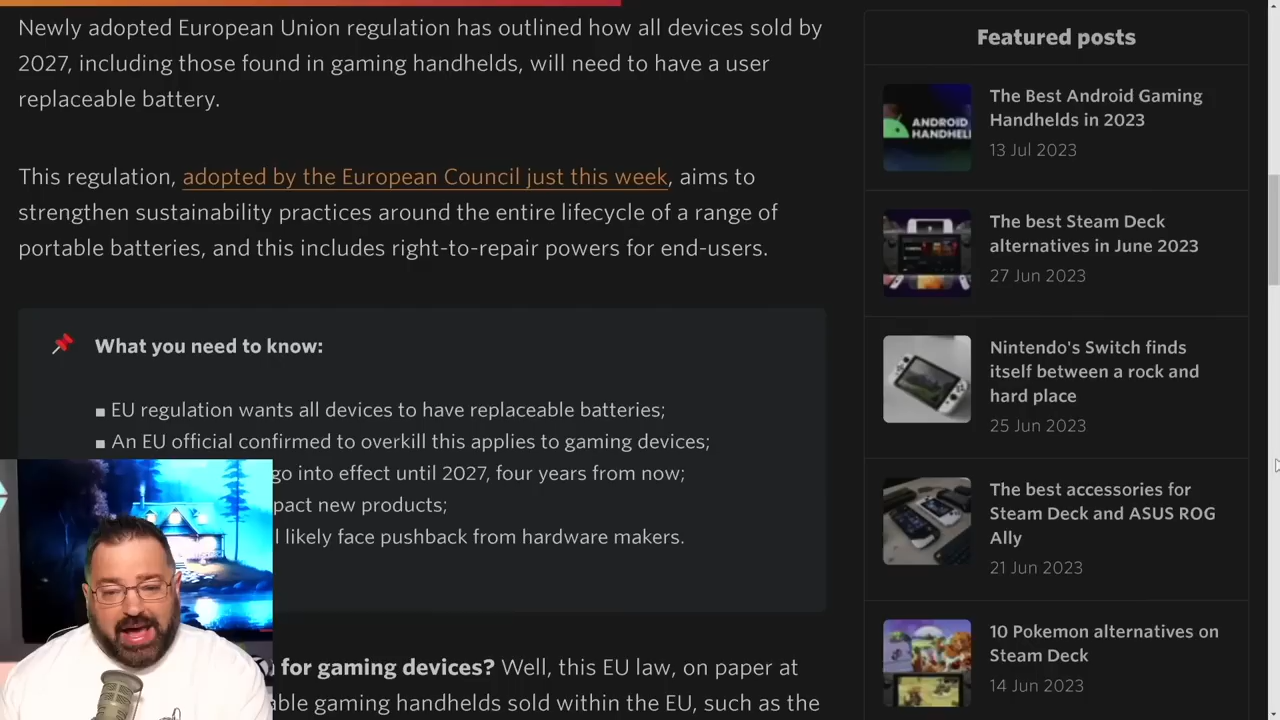 Newly adopted European Union regulation has outlined how all devices sold by
2027, including those found in gaming handhelds, will need to have a user
replaceable battery.
This regulation, adopted by the European Council just this week, aims to
strengthen sustainability practices around the entire lifecycle of a range of
portable batteries, and this includes right-to-repair powers for end-users.
What you need to know:
EU regulation wants all devices to have replaceable batteries;
An EU official confirmed to overkill this applies to gaming devices;
go into effect until 2027, four years from now;
pact new products;
l likely face pushback from hardware makers.
for gaming devices? Well, this EU law, on paper at
able gaming handhelds sold within the EU, such as the
Featured posts
ANDROID
HANDHEL
The Best Android Gaming
Handhelds in 2023
13 Jul 2023
The best Steam Deck
alternatives in June 2023
27 Jun 2023
Nintendo's Switch finds
itself between a rock and
hard place
25 Jun 2023
The best accessories for
Steam Deck and ASUS ROG
Ally
21 Jun 2023
10 Pokemon alternatives on
Steam Deck
14 Jun 2023